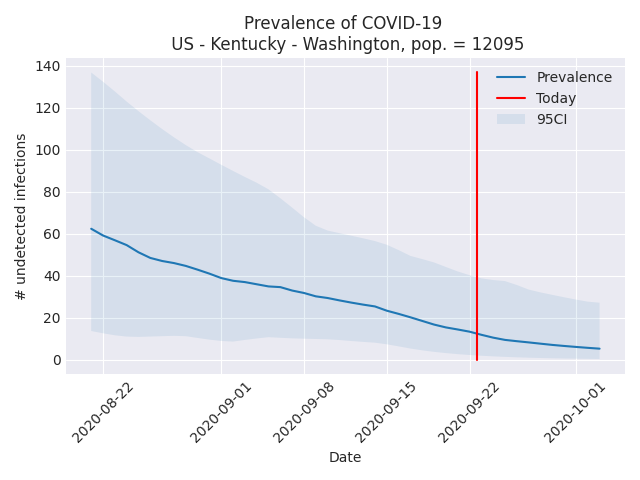 Prevalence of COVID-19
US - Kentucky - Washington, pop. = 12095
140
120
100
80
60
40
20
0
# undetected infections
Prevalence
Today
95CI
2020-08-22
2020-09-01
2020-09-08
2020-09-15
2020-09-22
2020-10-01
Date